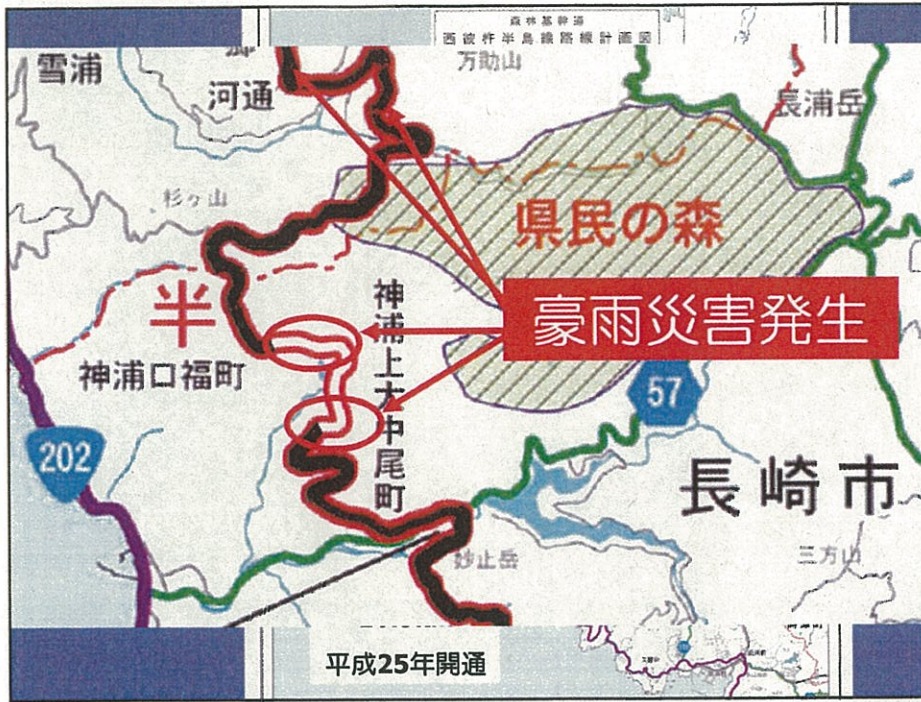 森林基幹道
西彼杵半島線路線計画図
雪浦
河通
万助山
長浦岳
杉ヶ山
県民の森
半
神浦上大中尾町
豪雨災害発生
神浦口福町
57
202
長崎市
妙止岳
三方山
平成25年開通